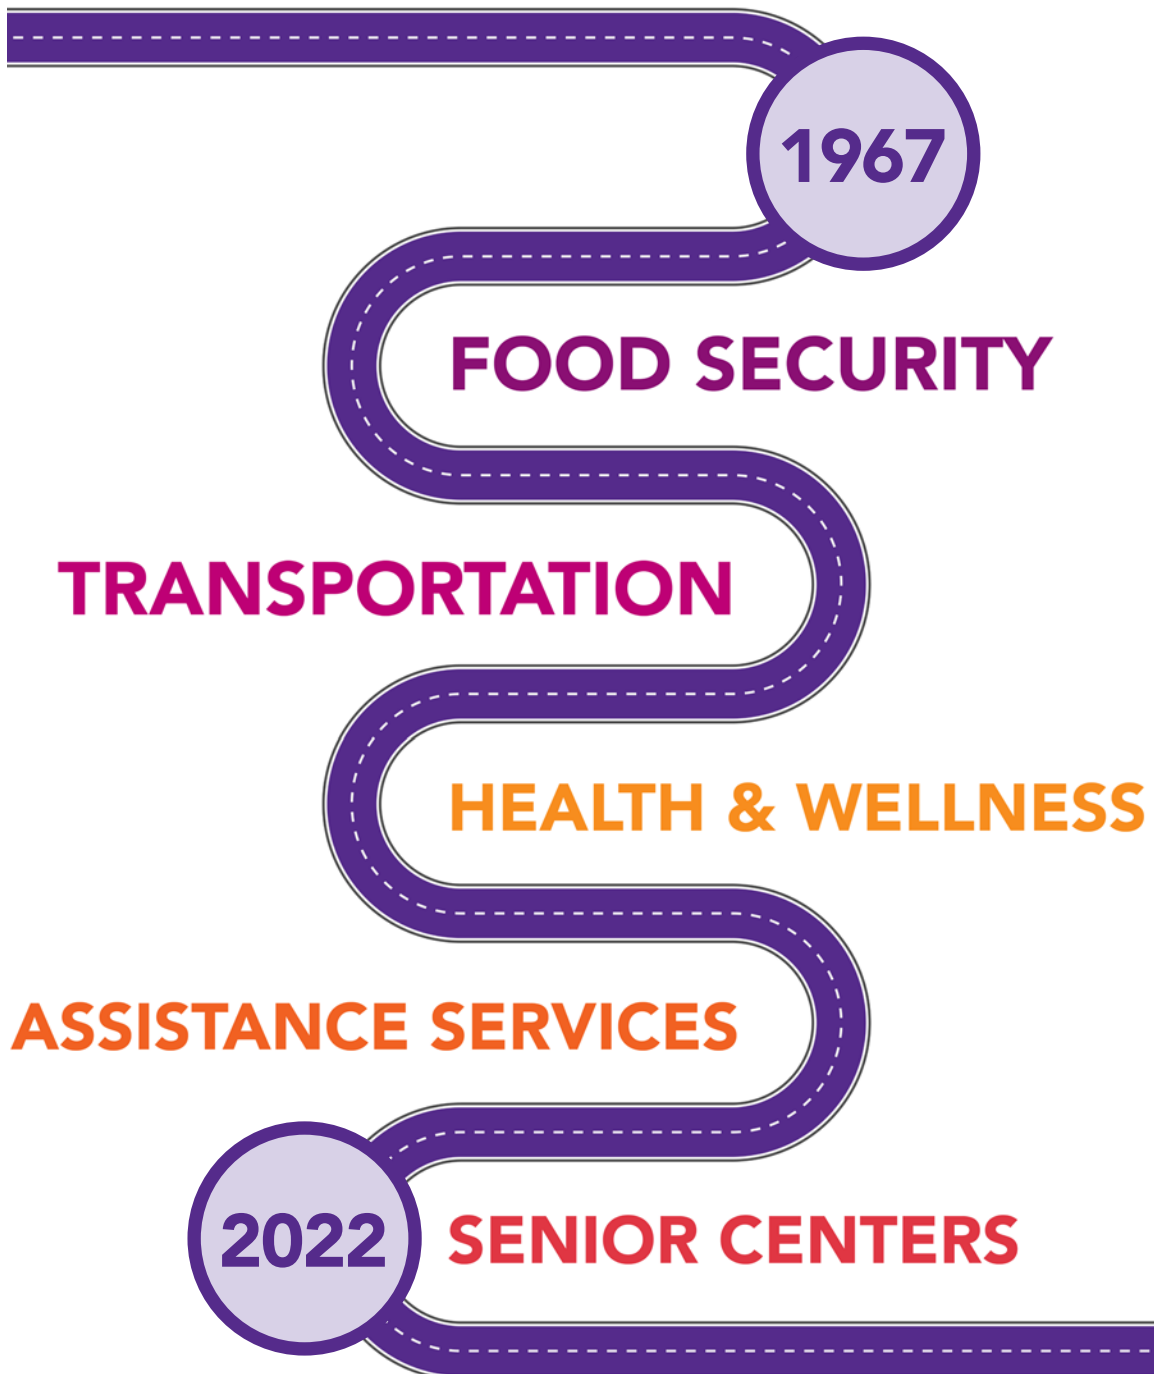 1967
FOOD SECURITY
TRANSPORTATION
HEALTH & WELLNESS
ASSISTANCE SERVICES
2022
SENIOR CENTERS